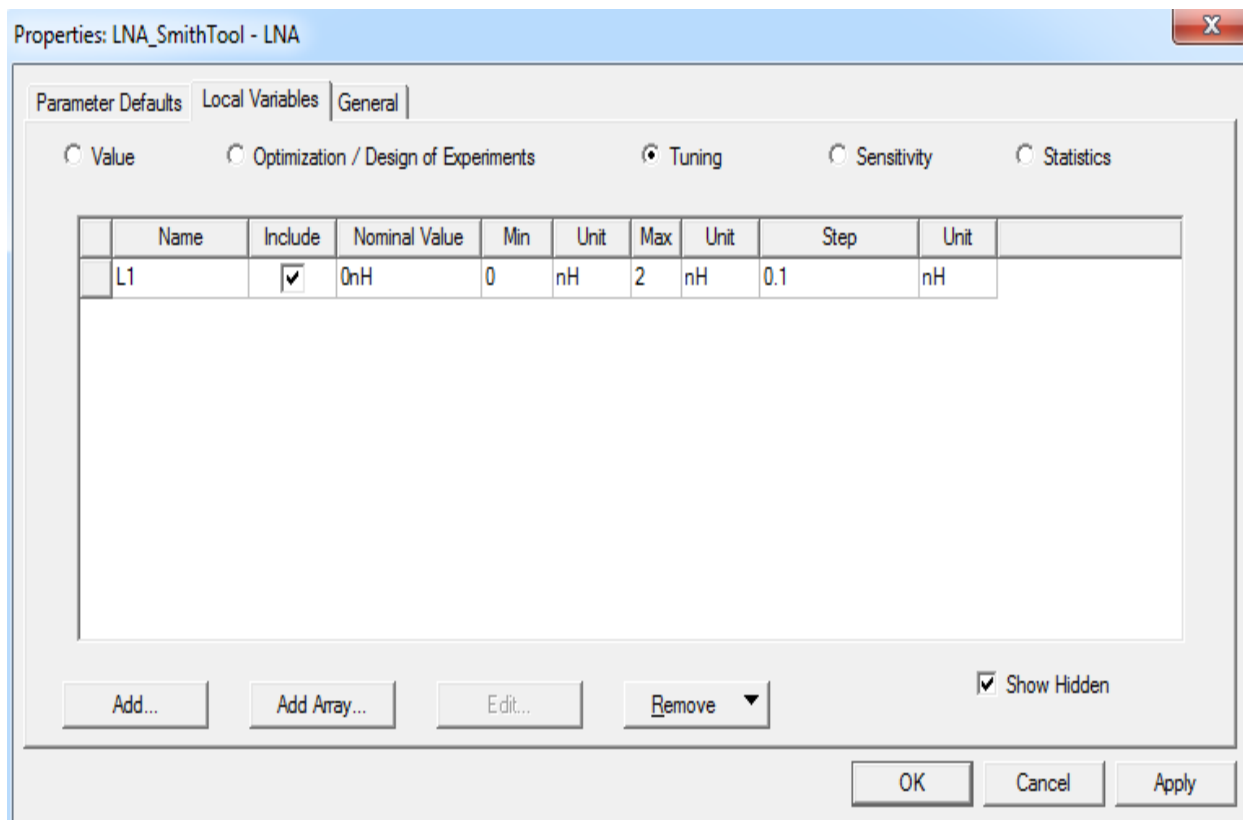 Properties: LNA_SmithTool - LNA
X
Parameter Defaults Local Variables General
Value Optimization / Design of Experiments Tuning Sensitivity Statistics
Name Include Nominal Value Min Unit Max Unit Step Unit
L1 0nH 0 nH 2 nH 0.1 nH
Show Hidden
Add... Add Array... Edit... Remove
OK Cancel Apply